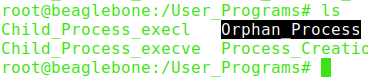 root@beaglebone:/User_Programs# ls
Child_Process_execl   Orphan_Process
Child_Process_execve  Process_Creatio
root@beaglebone:/User_Programs#